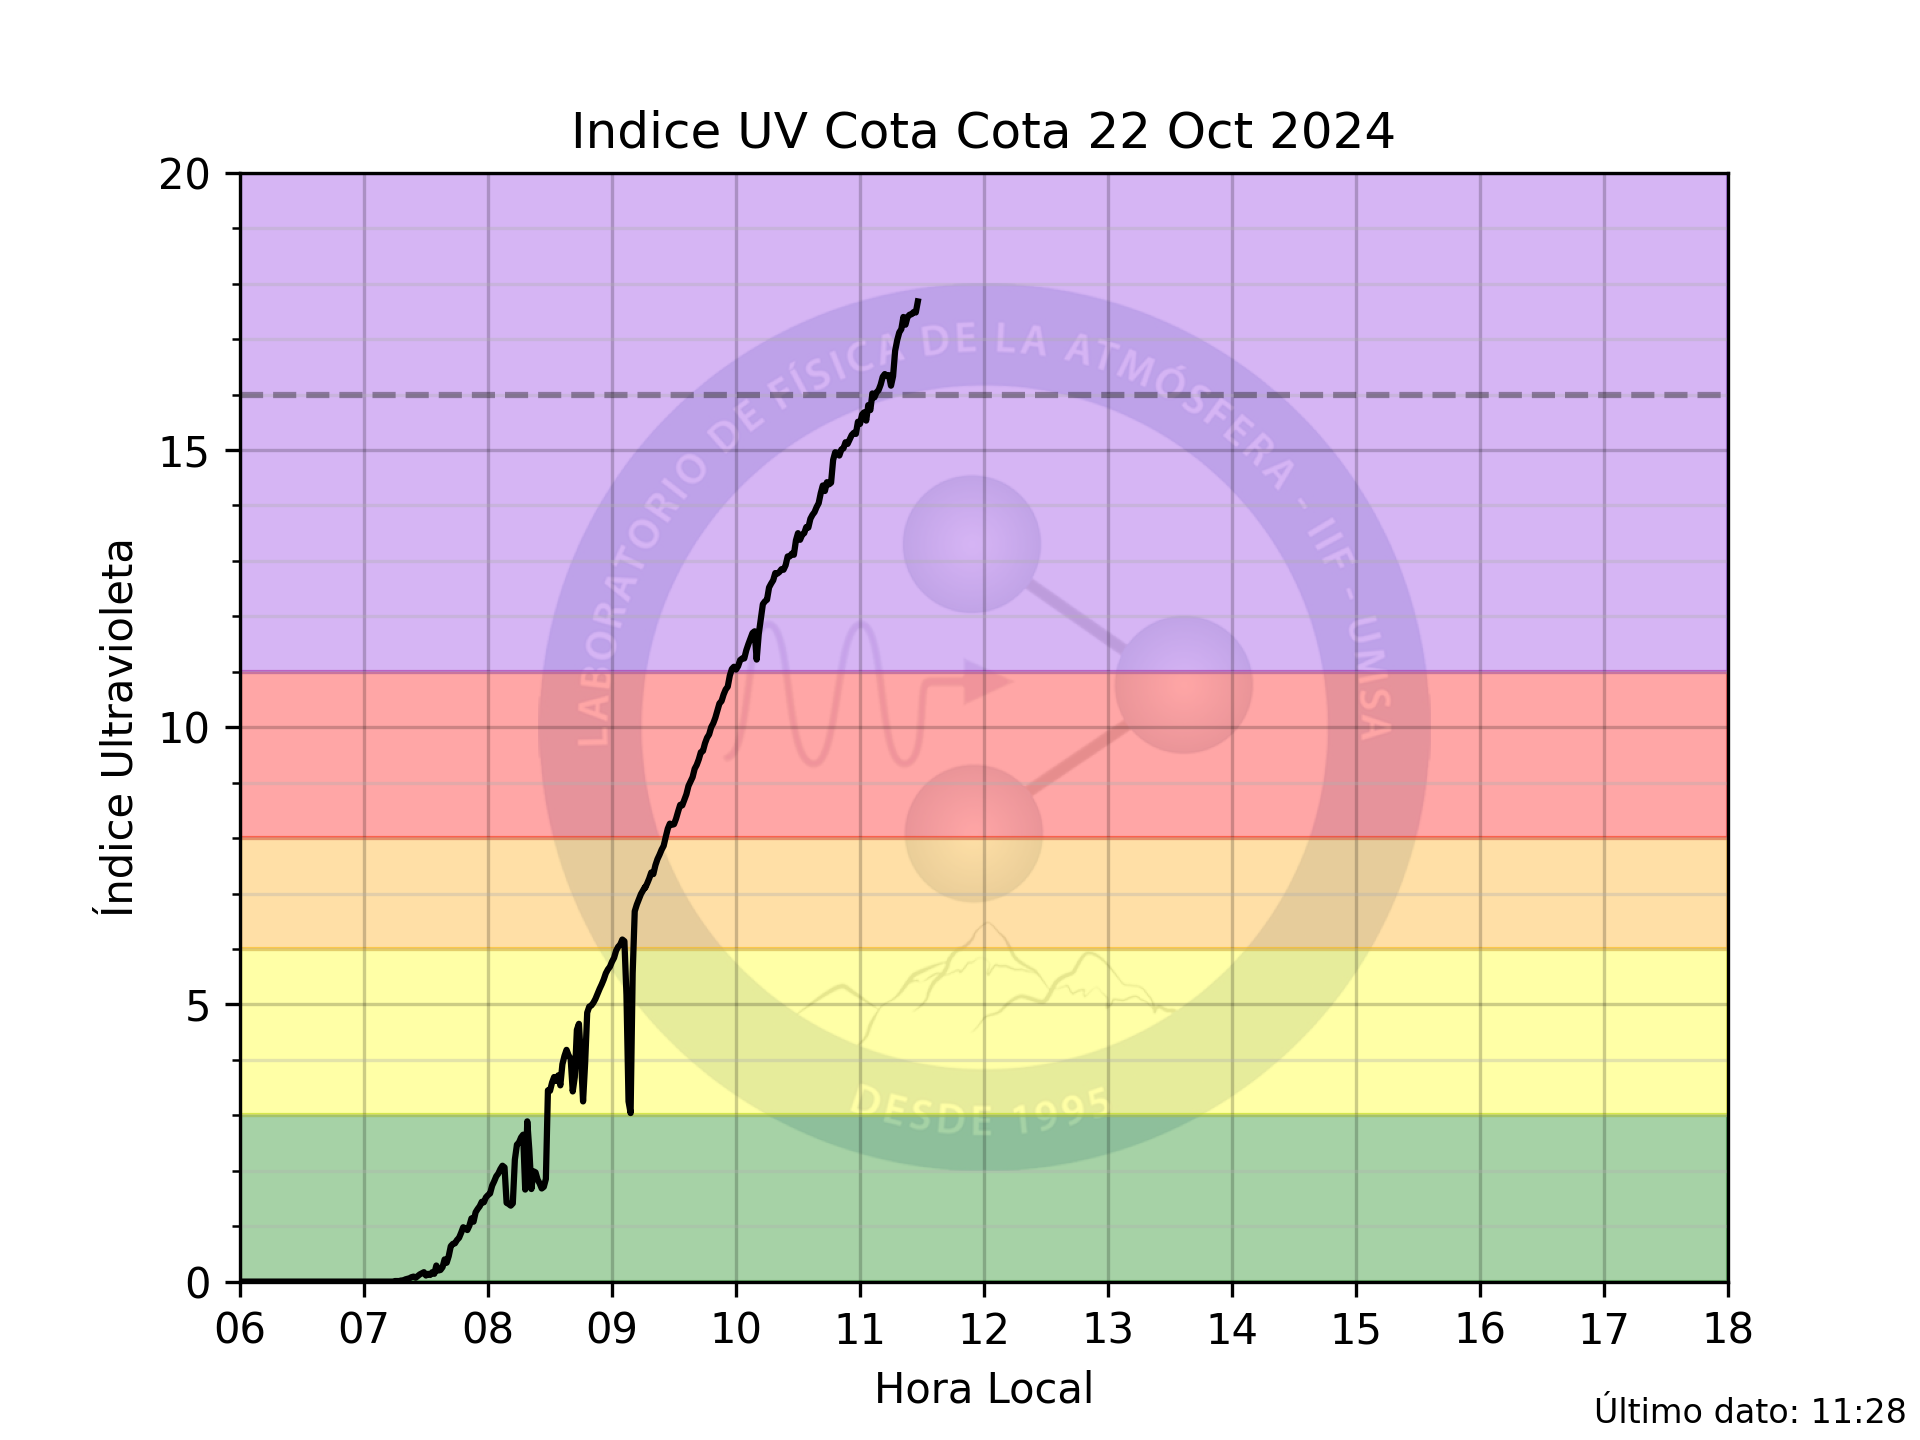 Indice UV Cota Cota 22 Oct 2024
20
15
10
5
0
Índice Ultravioleta
LABORATORIO DE FÍSICA DE LA ATMÓSFERA - IIF - UMSA
DESDE 1995
06 07 08 09 10 11 12 13 14 15 16 17 18
Hora Local
Último dato: 11:28